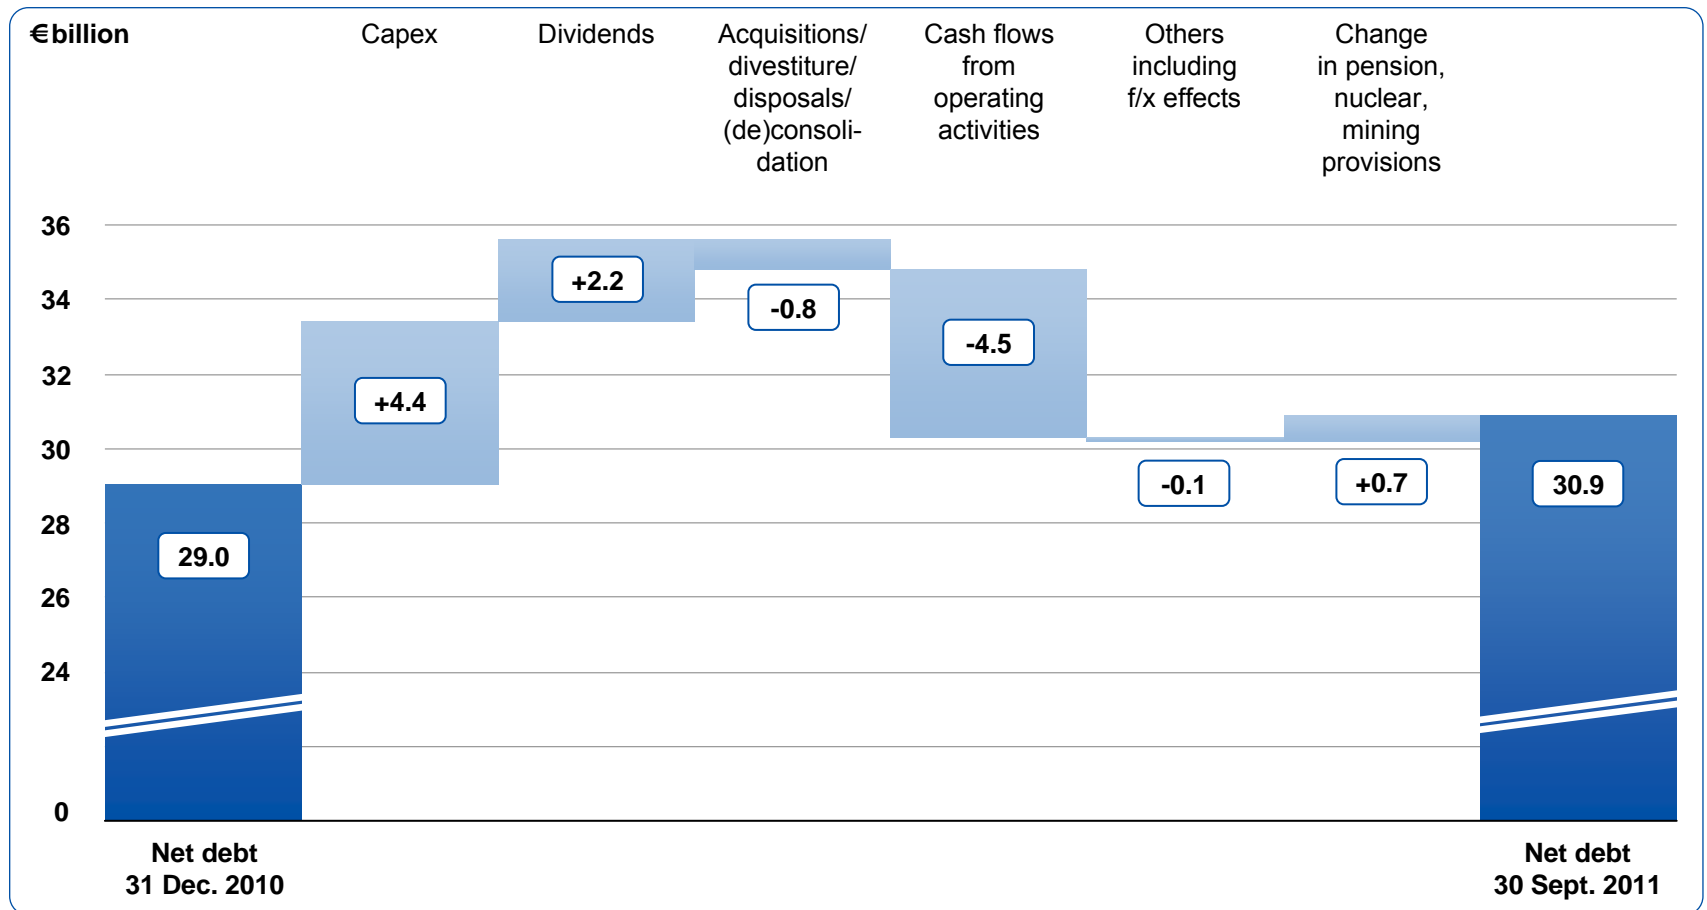 €billion
Capex
Dividends
Acquisitions/
divestiture/
disposals/
(de)consoli-
dation
Cash flows
from
operating
activities
Others
including
f/x effects
Change
in pension,
nuclear,
mining
provisions
36
34
32
30
28
26
24
0
29.0
+4.4
+2.2
-0.8
-4.5
-0.1
+0.7
30.9
Net debt
31 Dec. 2010
Net debt
30 Sept. 2011